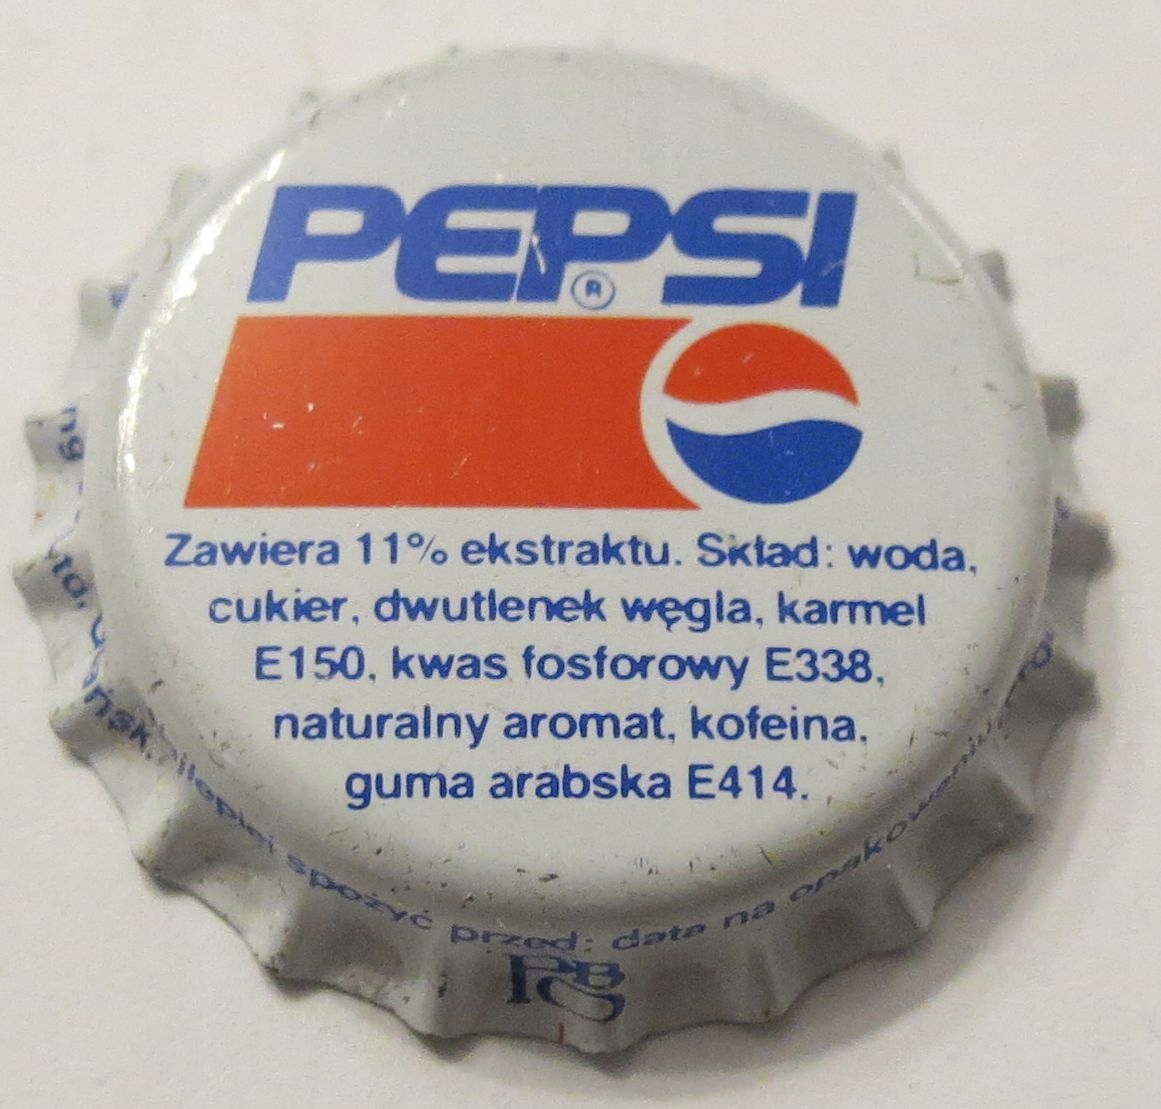 PEPSI
®
Zawiera 11% ekstraktu. Skład: woda,
cukier, dwutlenek węgla, karmel
E150, kwas fosforowy E338,
naturalny aromat, kofeina,
guma arabska E414.
spożyć przed: data na opakowaniu